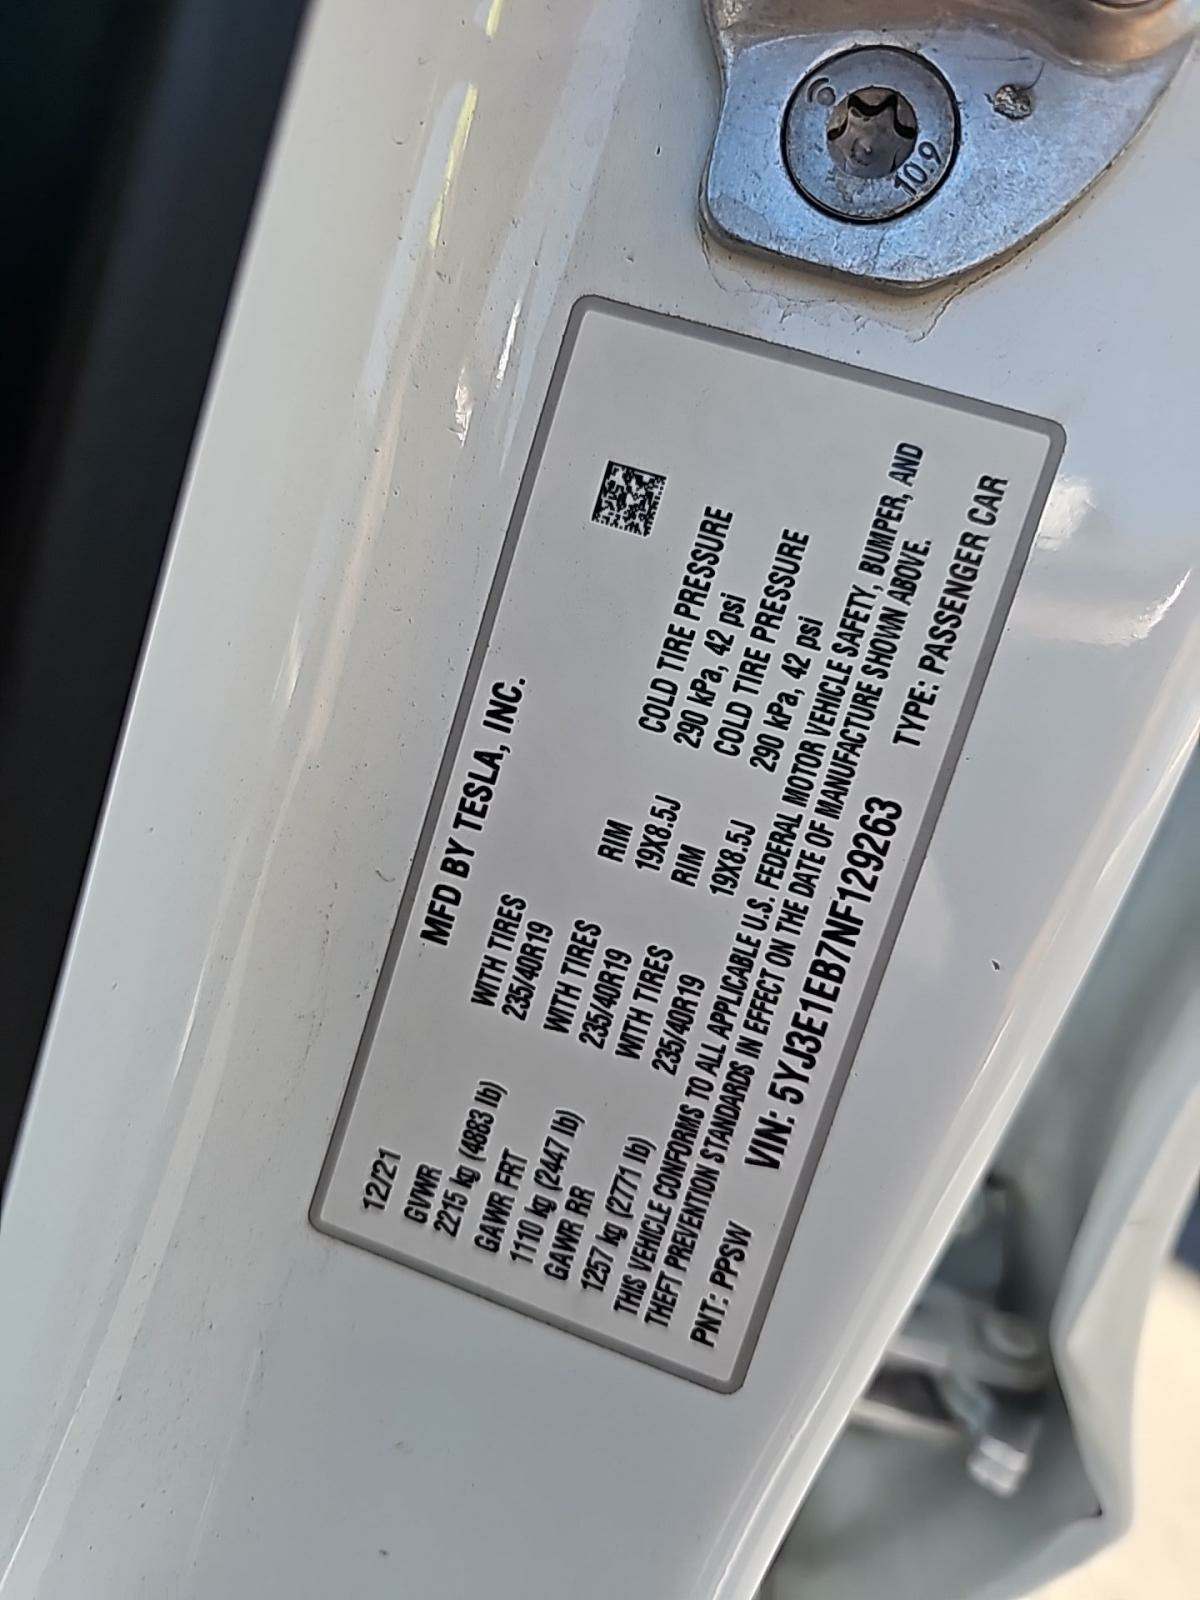 10.9
MFD BY TESLA, INC.
12/21
GVWR
2215 kg (4883 lb)
WITH TIRES
235/40R19
GAWR FRT
1110 kg (2447 lb)
WITH TIRES
235/40R19
RIM
19X8.5J
COLD TIRE PRESSURE
290 kPa, 42 psi
GAWR RR
1257 kg (2771 lb)
WITH TIRES
235/40R19
RIM
19X8.5J
COLD TIRE PRESSURE
290 kPa, 42 psi
THIS VEHICLE CONFORMS TO ALL APPLICABLE U.S. FEDERAL MOTOR VEHICLE SAFETY, BUMPER, AND
THEFT PREVENTION STANDARDS IN EFFECT ON THE DATE OF MANUFACTURE SHOWN ABOVE.
PNT: PPSW VIN: 5YJ3E1EB7NF129263 TYPE: PASSENGER CAR